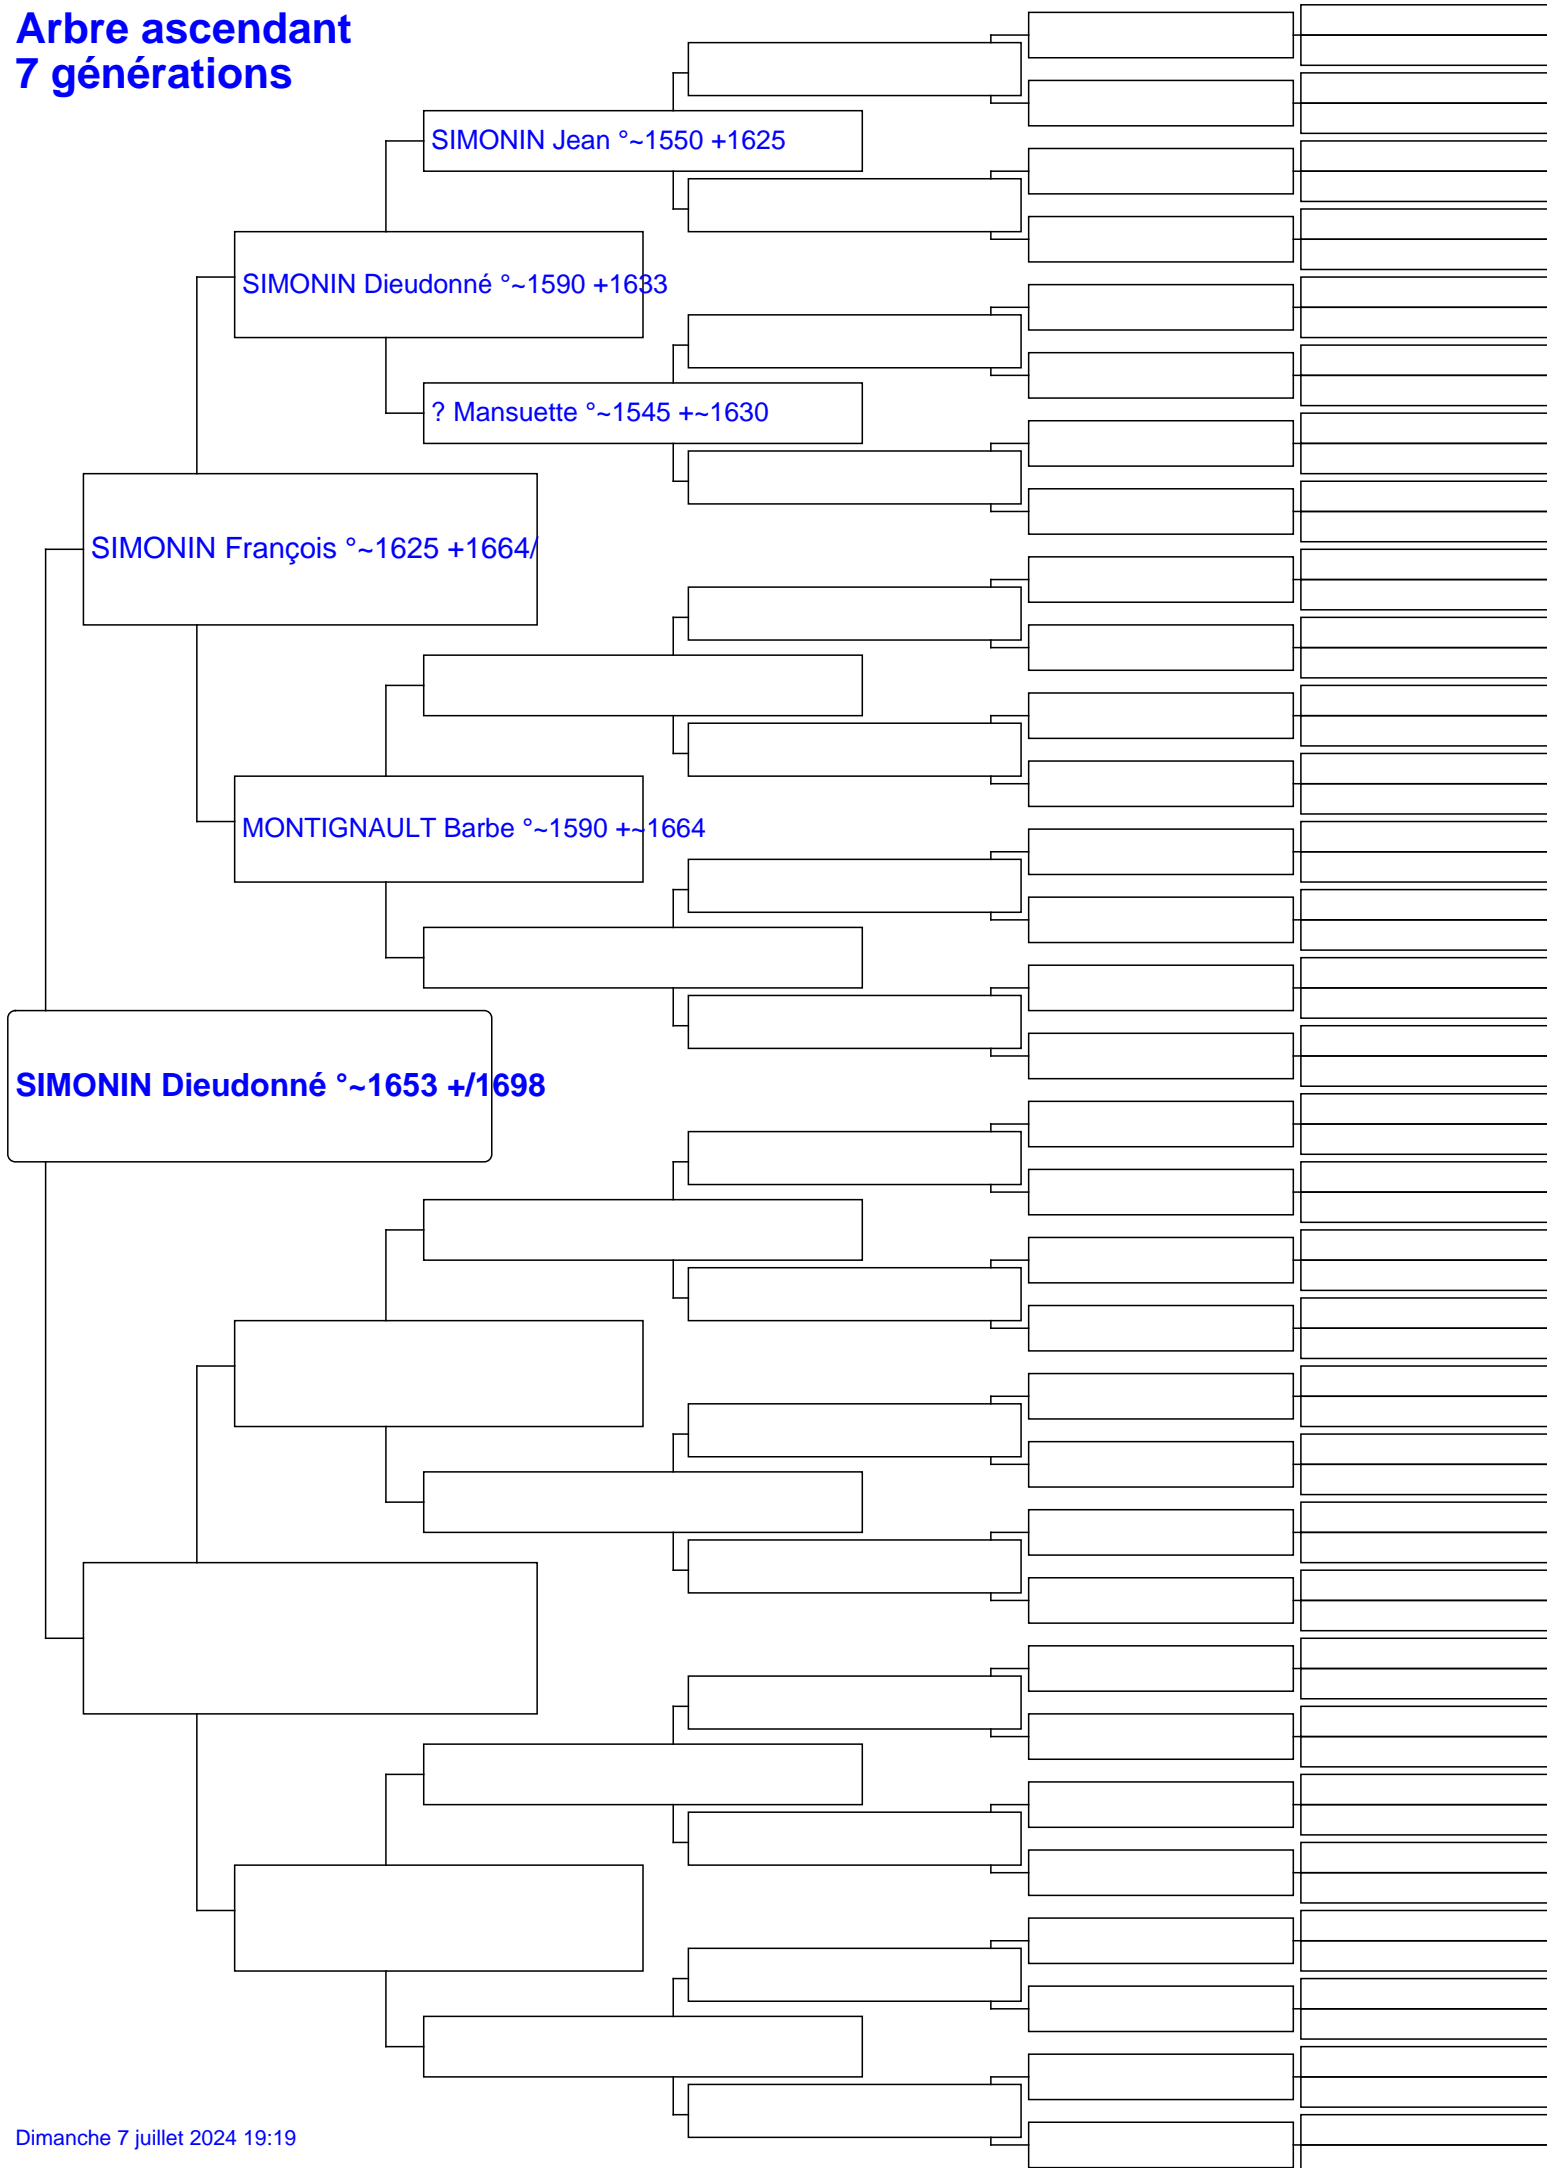 Arbre ascendant
7 générations
SIMONIN Jean °~1550 +1625
SIMONIN Dieudonné °~1590 +1633
? Mansuette °~1545 +~1630
SIMONIN François °~1625 +1664/
MONTIGNAULT Barbe °~1590 +~1664
SIMONIN Dieudonné °~1653 +/1698
Dimanche 7 juillet 2024 19:19